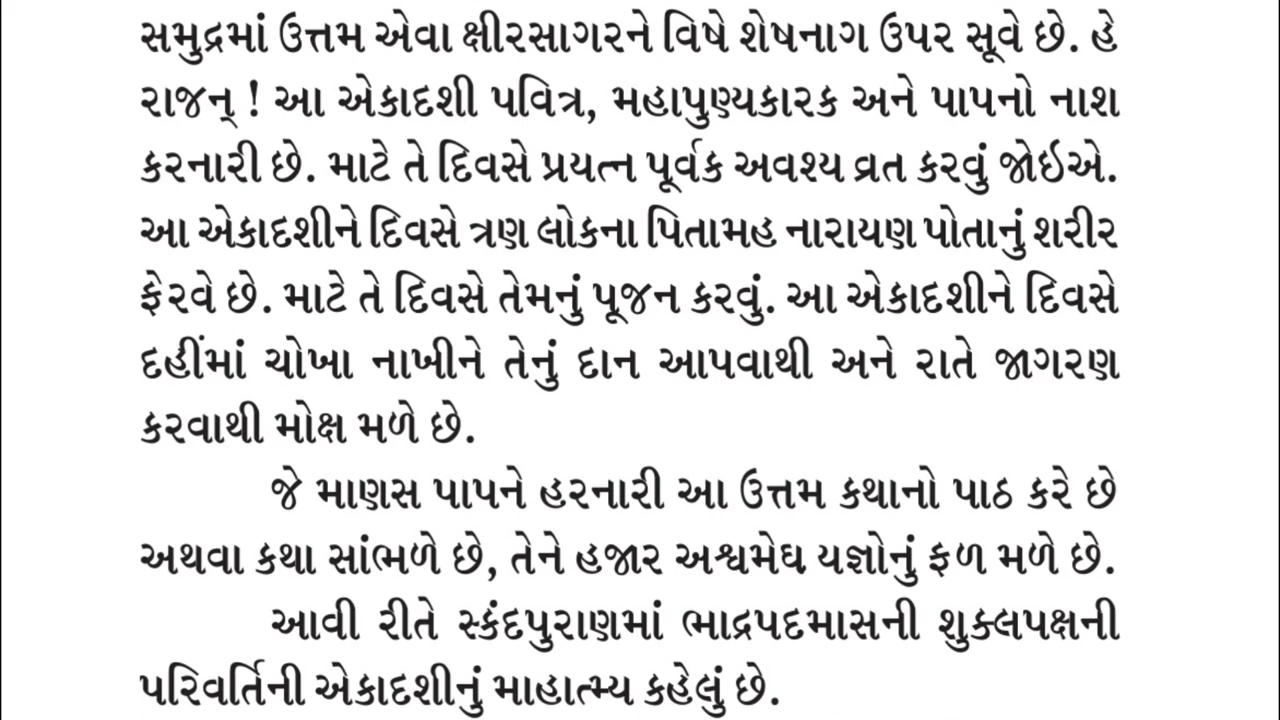 સમુદ્રમાં ઉત્તમ એવા ક્ષીરસાગરને વિષે શેષનાગ ઉપર સૂવે છે. હે
રાજન્ ! આ એકાદશી પવિત્ર, મહાપુણ્યકારક અને પાપનો નાશ
કરનારી છે. માટે તે દિવસે પ્રયત્ન પૂર્વક અવશ્ય વ્રત કરવું જોઇએ.
આ એકાદશીને દિવસે ત્રણ લોકના પિતામહ નારાયણ પોતાનું શરીર
ફેરવે છે. માટે તે દિવસે તેમનું પૂજન કરવું. આ એકાદશીને દિવસે
દહીંમાં ચોખા નાખીને તેનું દાન આપવાથી અને રાતે જાગરણ
કરવાથી મોક્ષ મળે છે.
જે માણસ પાપને હરનારી આ ઉત્તમ કથાનો પાઠ કરે છે
અથવા કથા સાંભળે છે, તેને હજાર અશ્વમેઘ યજ્ઞોનું ફળ મળે છે.
આવી રીતે સ્કંદપુરાણમાં ભાદ્રપદમાસની શુક્લપક્ષની
પરિવર્તિની એકાદશીનું માહાત્મ્ય કહેલું છે.